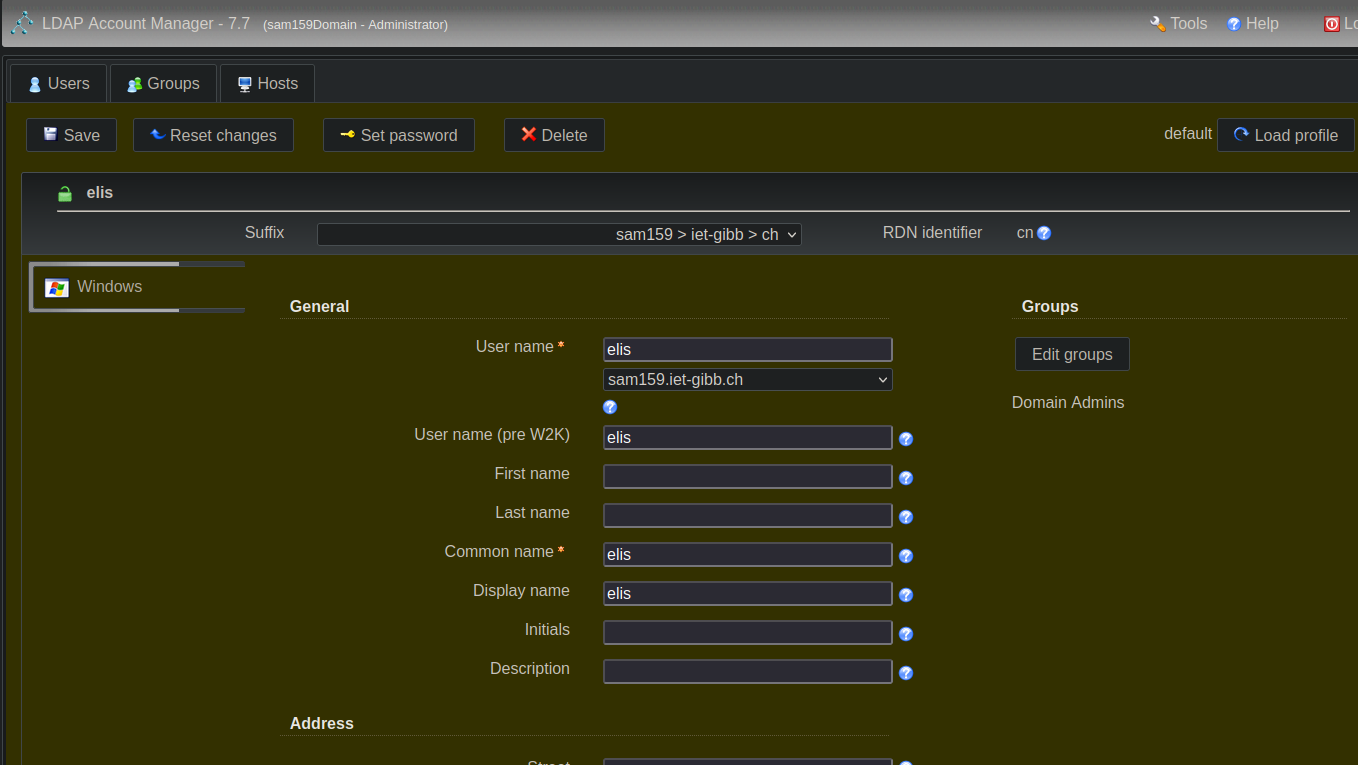 LDAP Account Manager - 7.7 (sam159Domain - Administrator) Tools Help
Users Groups Hosts
Save Reset changes Set password Delete default Load profile
elis
Suffix sam159 > iet-gibb > ch RDN identifier cn
Windows
General Groups
User name * elis Edit groups
sam159.iet-gibb.ch
Domain Admins
User name (pre W2K) elis
First name
Last name
Common name * elis
Display name elis
Initials
Description
Address
Street